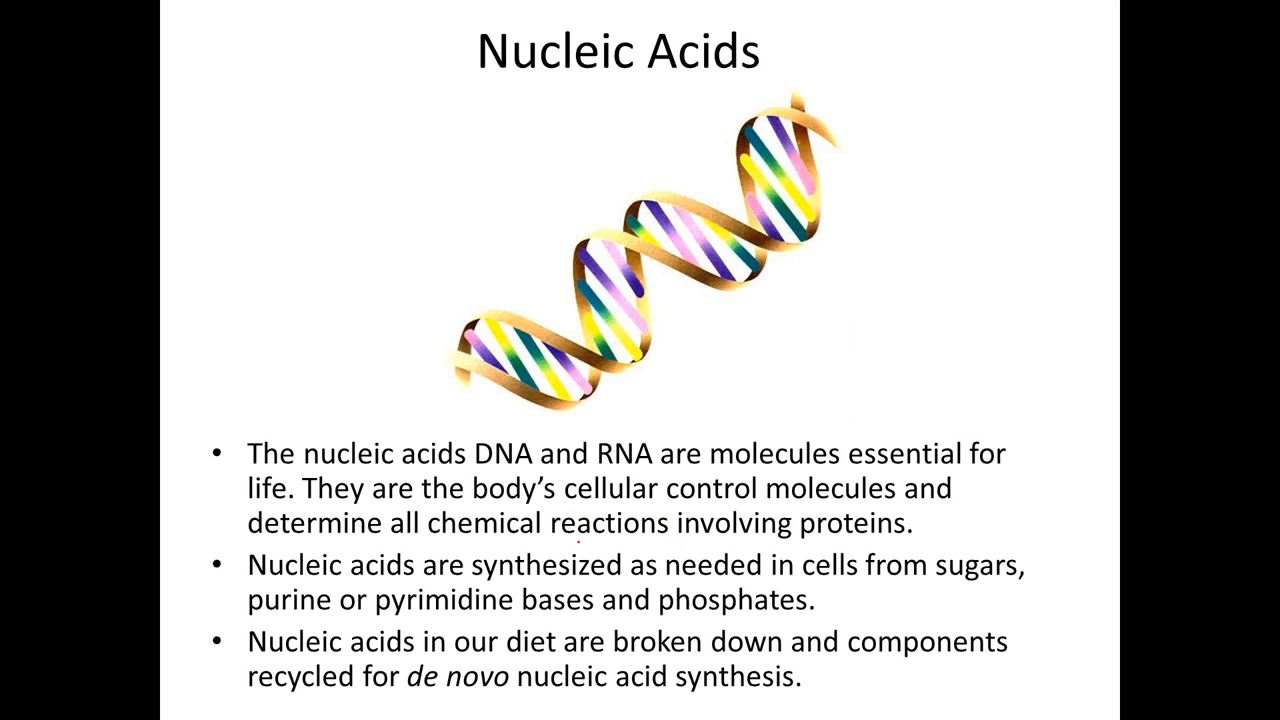 Nucleic Acids
• The nucleic acids DNA and RNA are molecules essential for
life. They are the body’s cellular control molecules and
determine all chemical reactions involving proteins.
• Nucleic acids are synthesized as needed in cells from sugars,
purine or pyrimidine bases and phosphates.
• Nucleic acids in our diet are broken down and components
recycled for de novo nucleic acid synthesis.